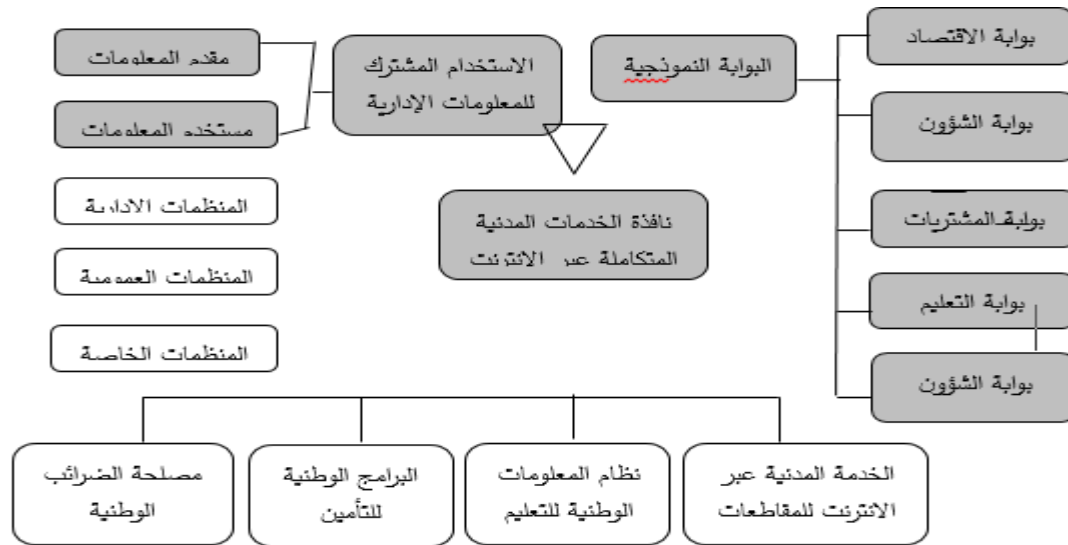 بوابة الاقتصاد
البوابة النموذجية
الاستخدام المشترك
للمعلومات الإدارية
مقدم المعلومات
مستخدم المعلومات
بوابة الشؤون
بوابة المشتريات
بوابة التعليم
بوابة الشؤون
نافذة الخدمات المدنية
المتكاملة عبر الانترنت
المنظمات الادارية
المنظمات العمومية
المنظمات الخاصة
الخدمة المدنية عبر
الانترنت للمقاطعات
نظام المعلومات
الوطنية للتعليم
البرامج الوطنية
للتأمين
مصلحة الضرائب
الوطنية